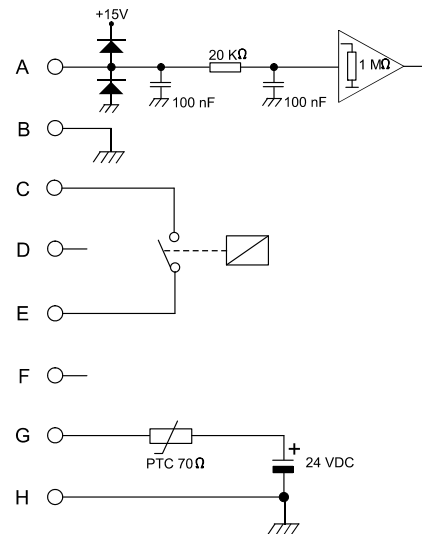 +15V
A
20 KΩ
1 MΩ
100 nF
100 nF
B
C
D
E
F
G
PTC 70Ω
+
24 VDC
H